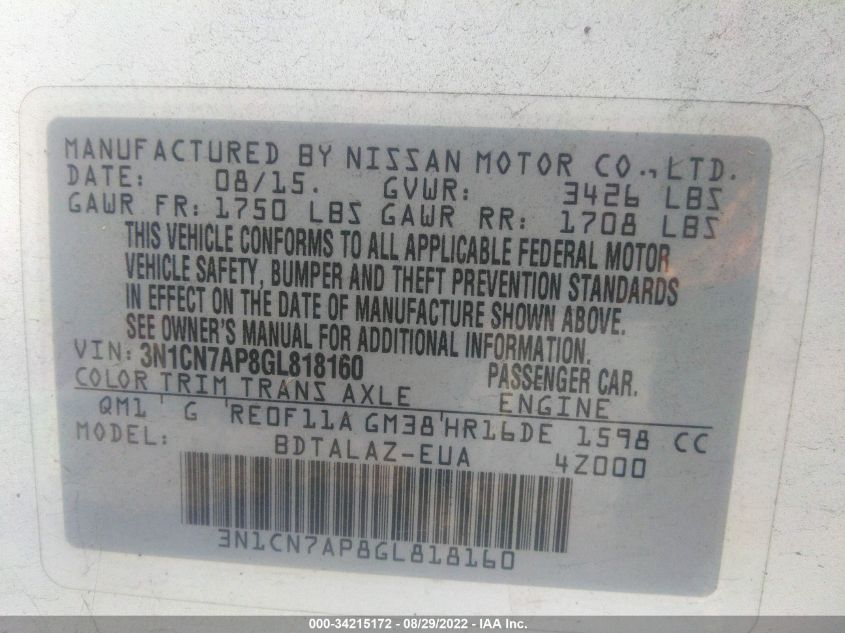 MANUFACTURED BY NISSAN MOTOR CO., LTD.
DATE: 08/15. GVWR: 3426 LBS
GAWR FR: 1750 LBS GAWR RR: 1708 LBS
THIS VEHICLE CONFORMS TO ALL APPLICABLE FEDERAL MOTOR
VEHICLE SAFETY, BUMPER AND THEFT PREVENTION STANDARDS
IN EFFECT ON THE DATE OF MANUFACTURE SHOWN ABOVE.
SEE OWNER'S MANUAL FOR ADDITIONAL INFORMATION.
VIN: 3N1CN7AP8GL818160 PASSENGER CAR.
COLOR TRIM TRANS AXLE ENGINE
QM1 ' G ' RE0F11A GM38 ' HR16DE 1598 CC
MODEL: BDTALAZ-EUA 4Z000
3N1CN7AP8GL818160
000-34215172 - 08/29/2022 - IAA Inc.